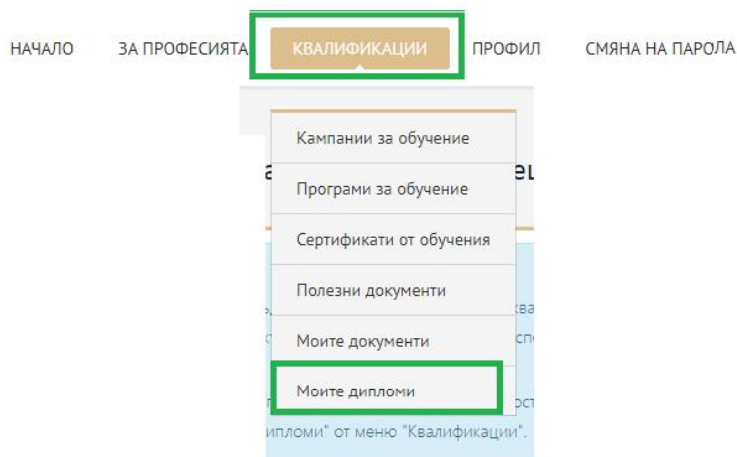 НАЧАЛО ЗА ПРОФЕСИЯТА КВАЛИФИКАЦИИ ПРОФИЛ СМЯНА НА ПАРОЛА
Кампании за обучение
Програми за обучение
Сертификати от обучения
Полезни документи
Моите документи
Моите дипломи
ипломи" от меню "Квалификации".